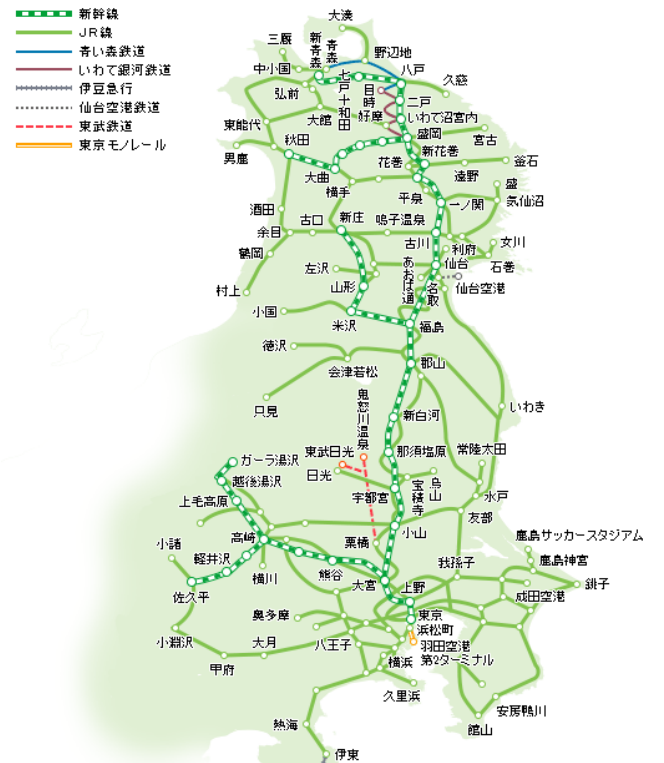 新幹線
JR線
青い森鉄道
いわて銀河鉄道
伊豆急行
仙台空港鉄道
東武鉄道
東京モノレール
大湊
三厩
新青森
青森
野辺地
中小国
七戸十和田
八戸
弘前
目時
久慈
二戸
東能代
大館
好摩
いわて沼宮内
秋田
盛岡
宮古
男鹿
花巻
新花巻
釜石
大曲
遠野
横手
平泉
盛
一ノ関
気仙沼
酒田
古口
新庄
鳴子温泉
余目
古川
利府
女川
鶴岡
あおば通
仙台
石巻
左沢
村上
山形
名取
仙台空港
小国
米沢
福島
徳沢
会津若松
郡山
只見
鬼怒川温泉
新白河
いわき
東武日光
那須塩原
常陸太田
ガーラ湯沢
日光
越後湯沢
宇都宮
宝積寺
烏山
水戸
上毛高原
友部
小山
高崎
栗橋
鹿島サッカースタジアム
小諸
軽井沢
我孫子
鹿島神宮
横川
熊谷
大宮
上野
成田空港
銚子
佐久平
奥多摩
東京
浜松町
小淵沢
大月
八王子
羽田空港
第2ターミナル
甲府
横浜
久里浜
安房鴨川
熱海
館山
伊東